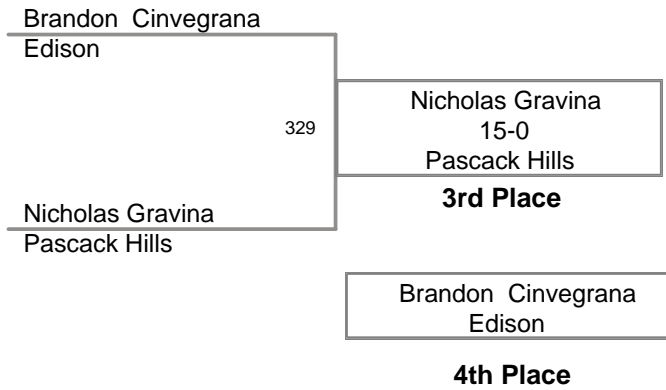 Brandon Cinvegrana
Edison
329
Nicholas Gravina
15-0
Pascack Hills
3rd Place
Nicholas Gravina
Pascack Hills
Brandon Cinvegrana
Edison
4th Place